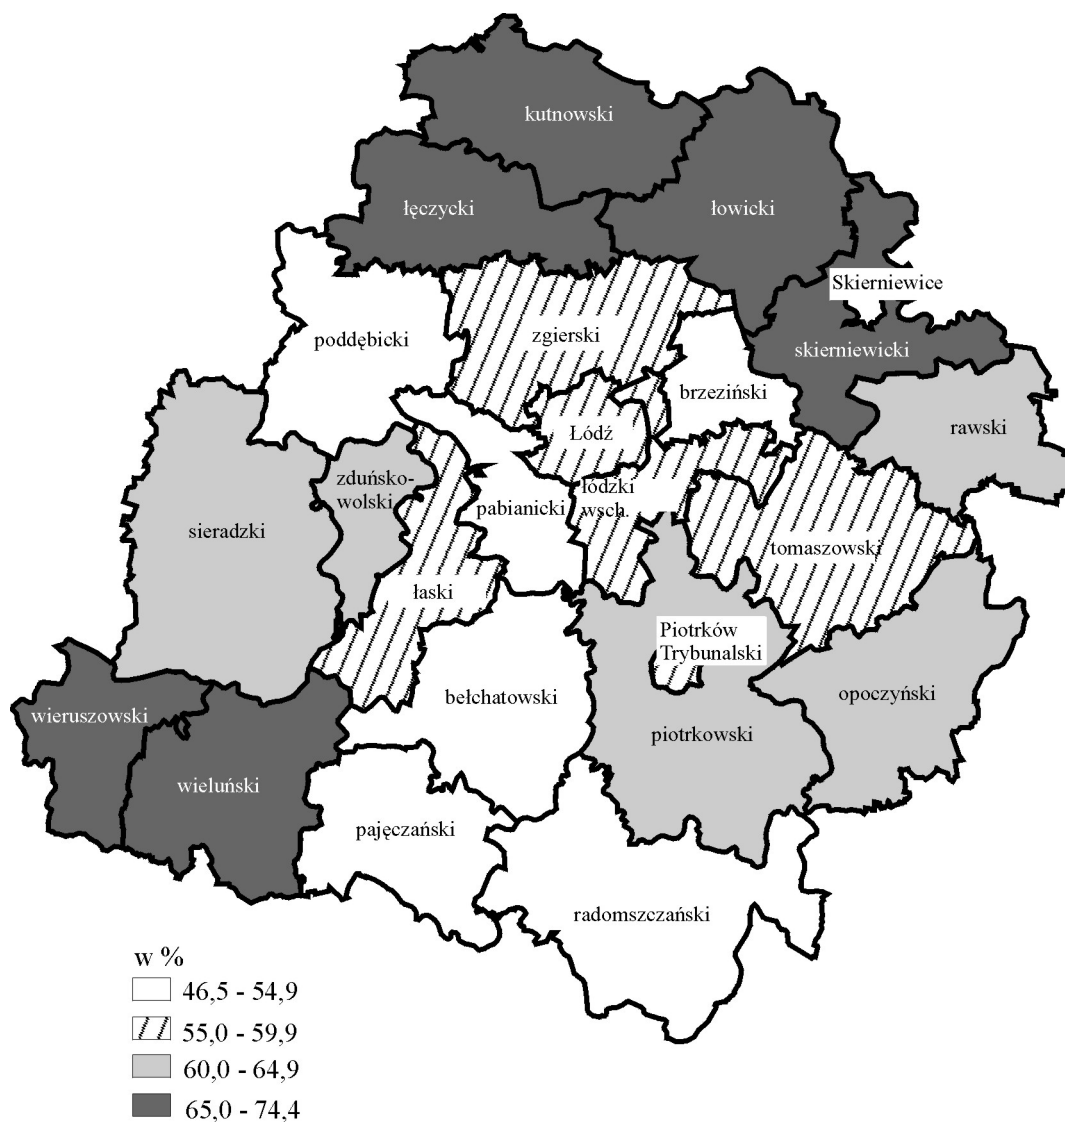 kutnowski
łęczycki
łowicki
Skierniewice
poddębicki
zgierski
skierniewicki
brzeziński
rawski
Łódź
zduńsko-
wolski
łódzki
wsch.
pabianicki
sieradzki
tomaszowski
łaski
Piotrków
Trybunalski
bełchatowski
opoczyński
wieruszowski
piotrkowski
wieluński
pajęczański
radomszczański
w %
46,5 - 54,9
55,0 - 59,9
60,0 - 64,9
65,0 - 74,4